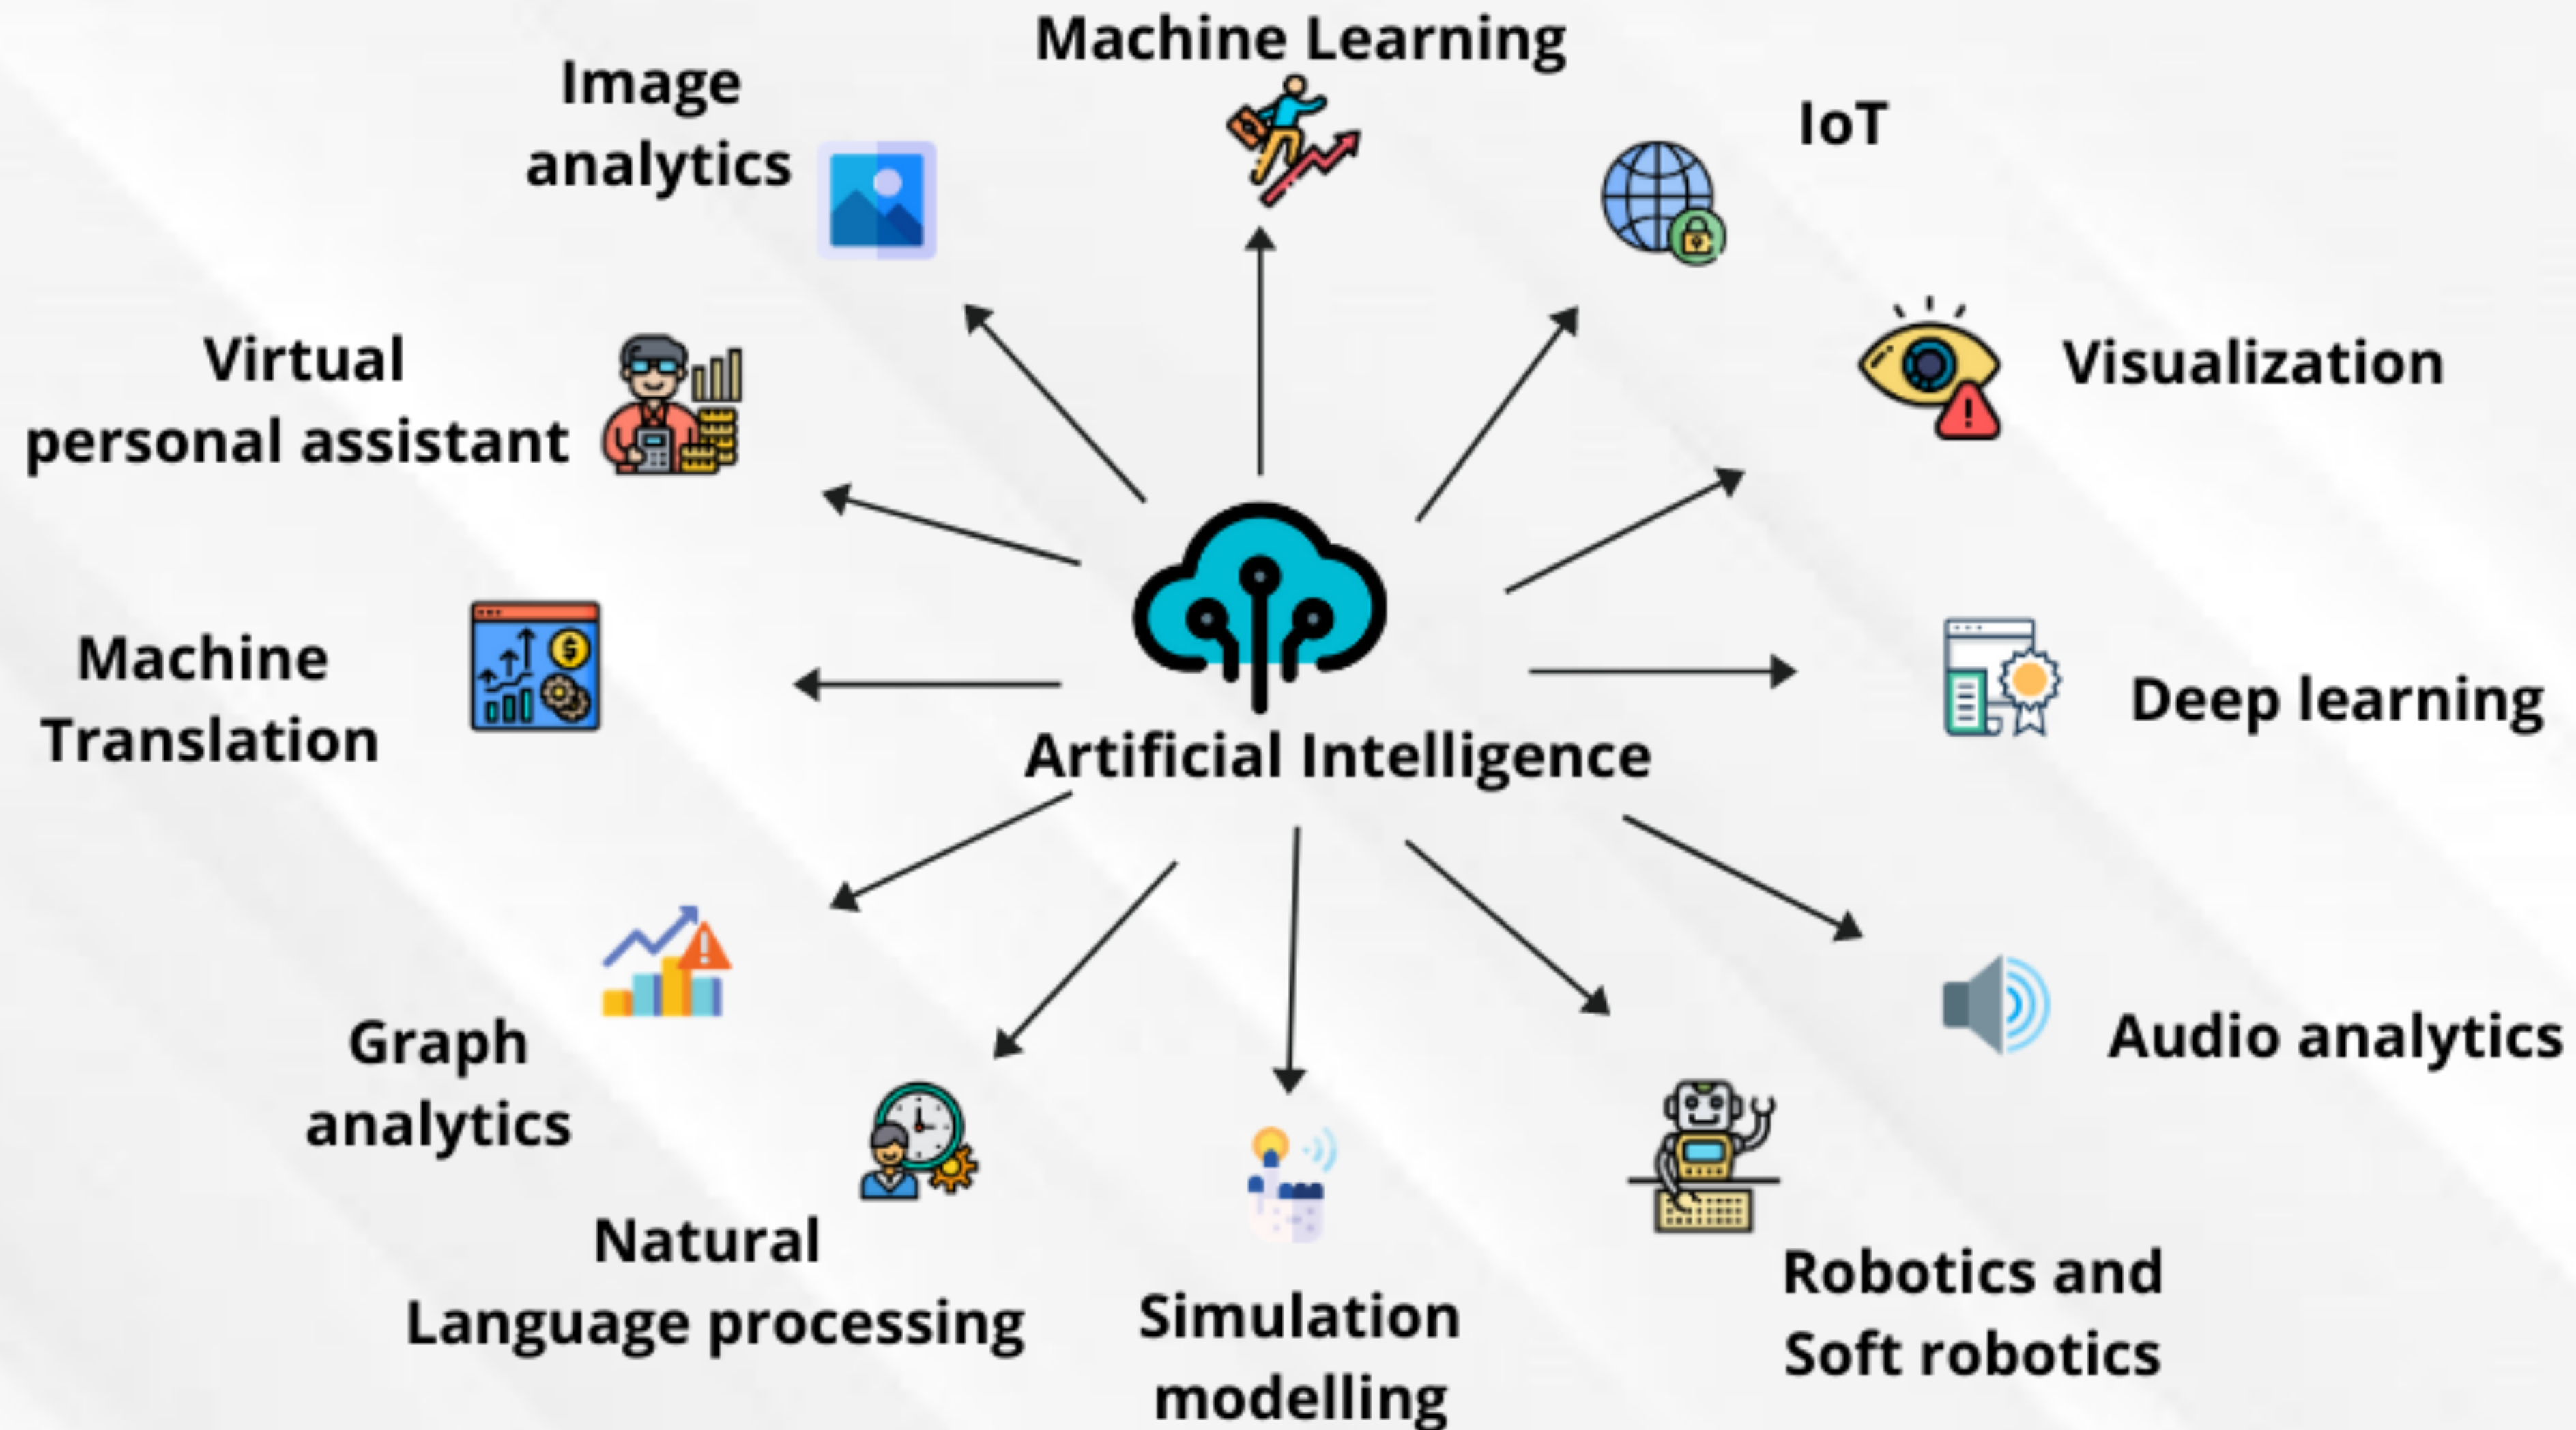 Machine Learning
Image
analytics
IoT
Virtual
personal assistant
Visualization
Machine
Translation
Deep learning
Artificial Intelligence
Graph
analytics
Audio analytics
Natural
Language processing
Simulation
modelling
Robotics and
Soft robotics